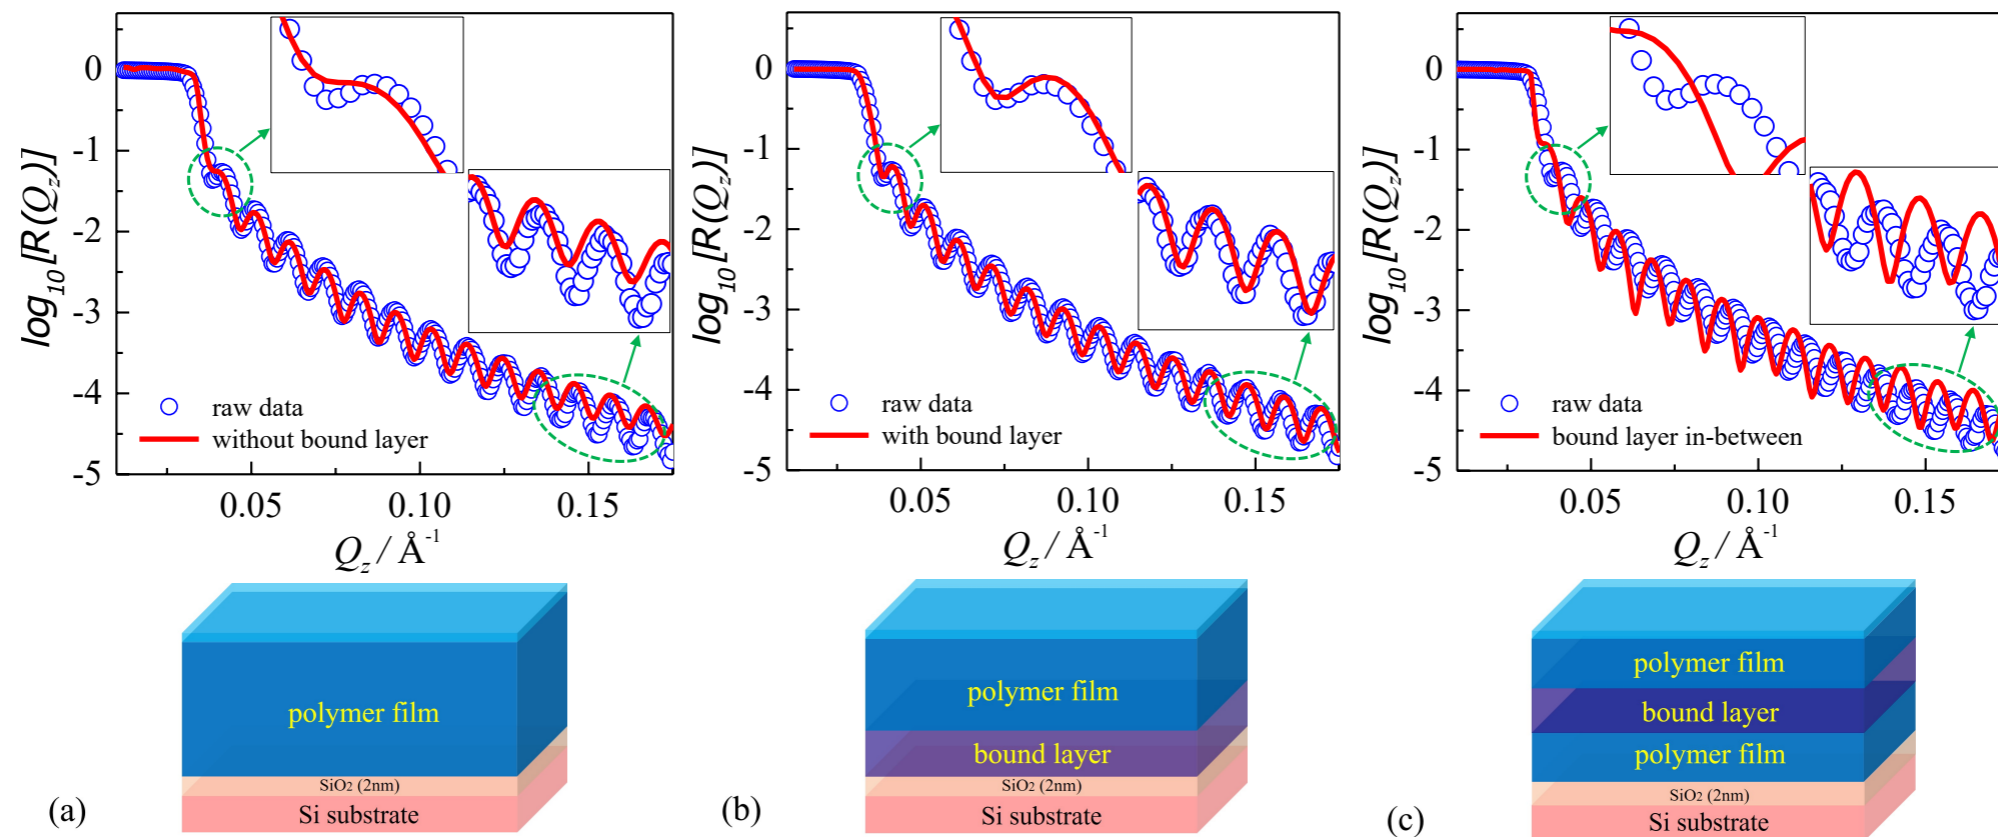 log10[R(Qz)]
0
-1
-2
-3
-4
-5
raw data
without bound layer
0.05 0.10 0.15
Qz / Å-1
polymer film
SiO2 (2nm)
Si substrate
(a)
log10[R(Qz)]
0
-1
-2
-3
-4
-5
raw data
with bound layer
0.05 0.10 0.15
Qz / Å-1
polymer film
bound layer
SiO2 (2nm)
Si substrate
(b)
log10[R(Qz)]
0
-1
-2
-3
-4
-5
raw data
bound layer in-between
0.05 0.10 0.15
Qz / Å-1
polymer film
bound layer
polymer film
SiO2 (2nm)
Si substrate
(c)